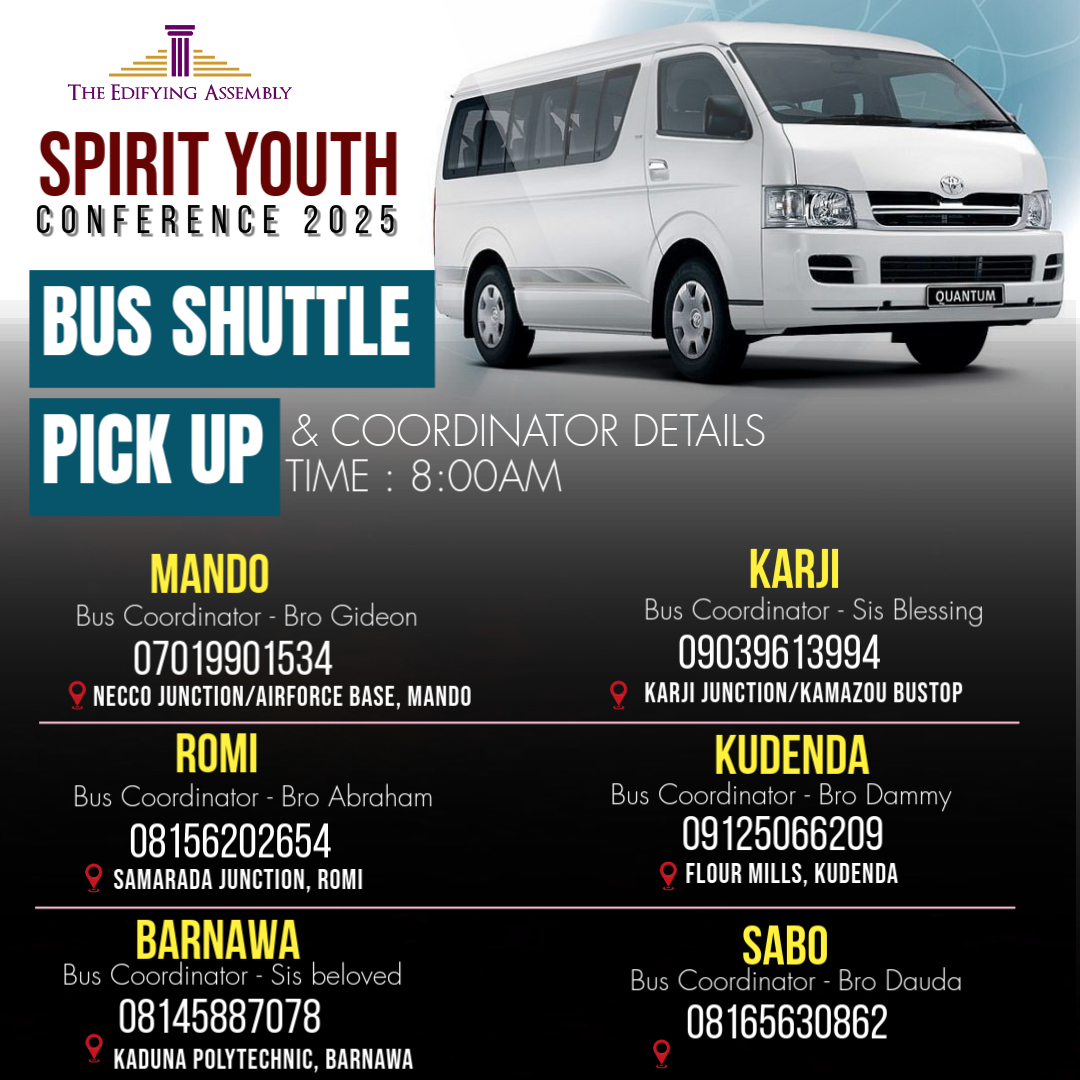 THE EDIFYING ASSEMBLY
SPIRIT YOUTH
CONFERENCE 2025
QUANTUM
BUS SHUTTLE
PICK UP
& COORDINATOR DETAILS
TIME : 8:00AM
MANDO
Bus Coordinator - Bro Gideon
07019901534
NECCO JUNCTION/AIRFORCE BASE, MANDO
KARJI
Bus Coordinator - Sis Blessing
09039613994
KARJI JUNCTION/KAMAZOU BUSTOP
ROMI
Bus Coordinator - Bro Abraham
08156202654
SAMARADA JUNCTION, ROMI
KUDENDA
Bus Coordinator - Bro Dammy
09125066209
FLOUR MILLS, KUDENDA
BARNAWA
Bus Coordinator - Sis beloved
08145887078
KADUNA POLYTECHNIC, BARNAWA
SABO
Bus Coordinator - Bro Dauda
08165630862